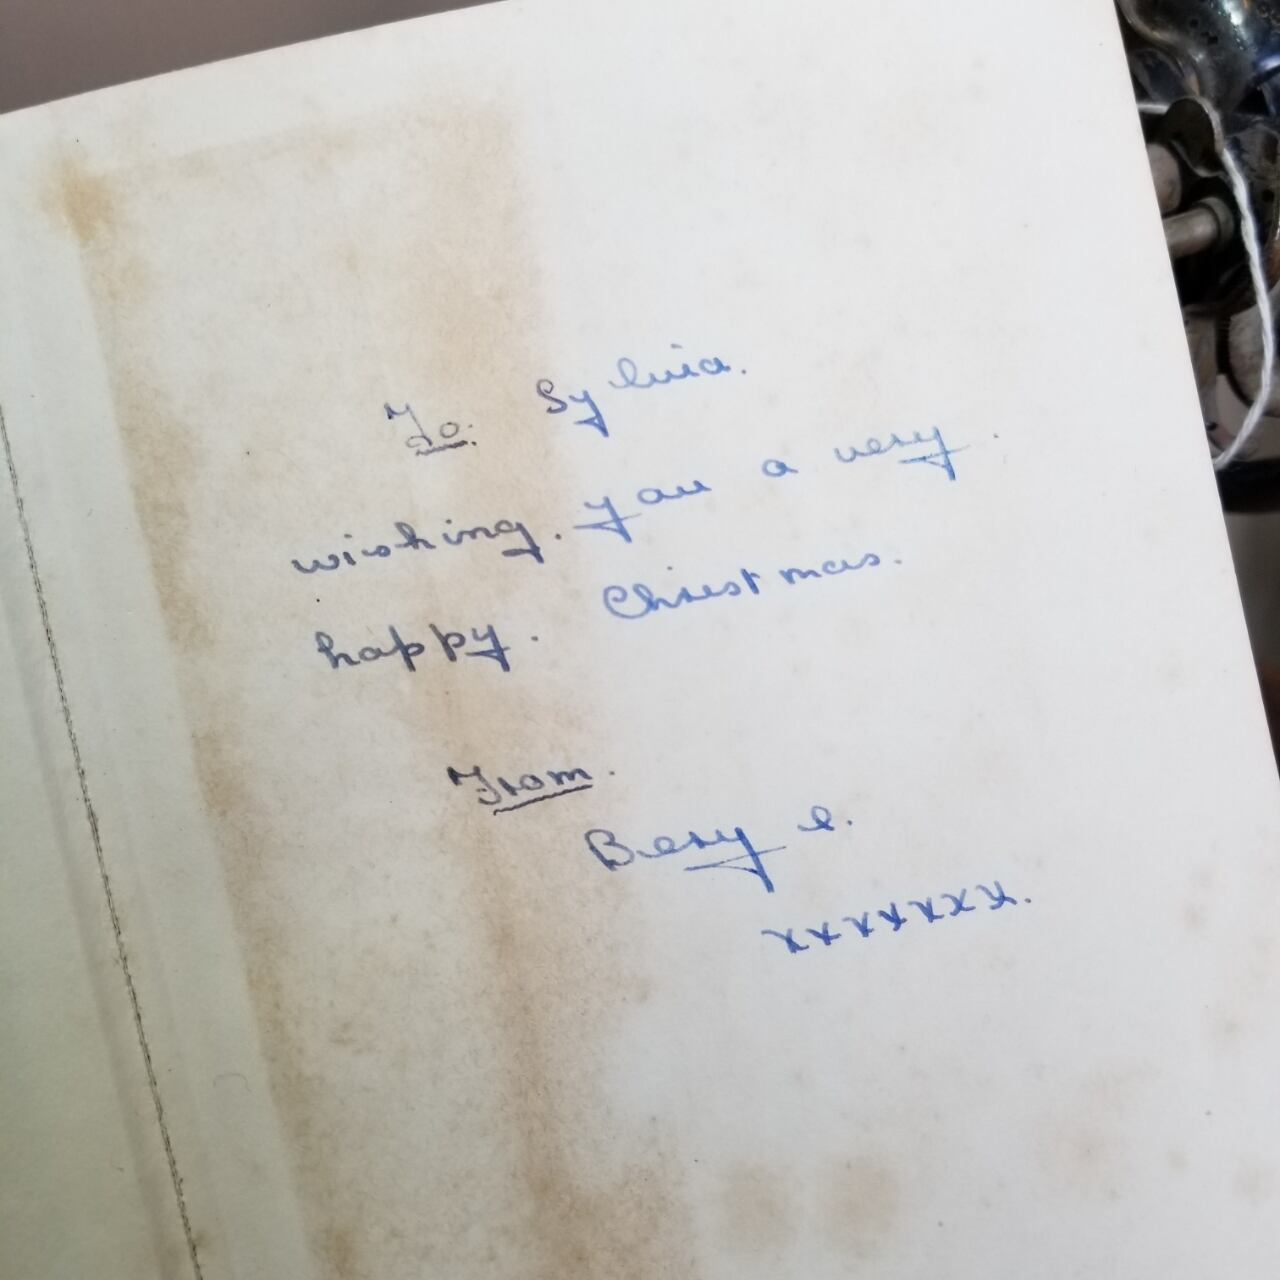 To: Sylvia.
wishing. you a very.
happy. Christmas.
From.
Beryl.
xxxxxxx.